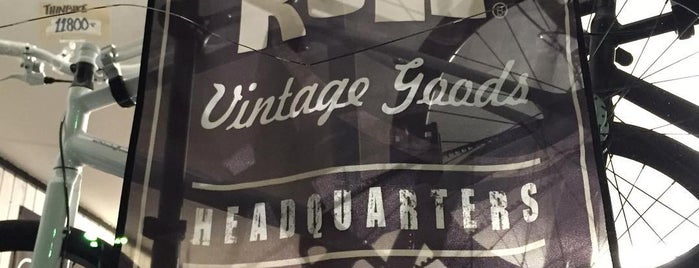 THINBIKE
11800-
Vintage Goods
HEADQUARTERS